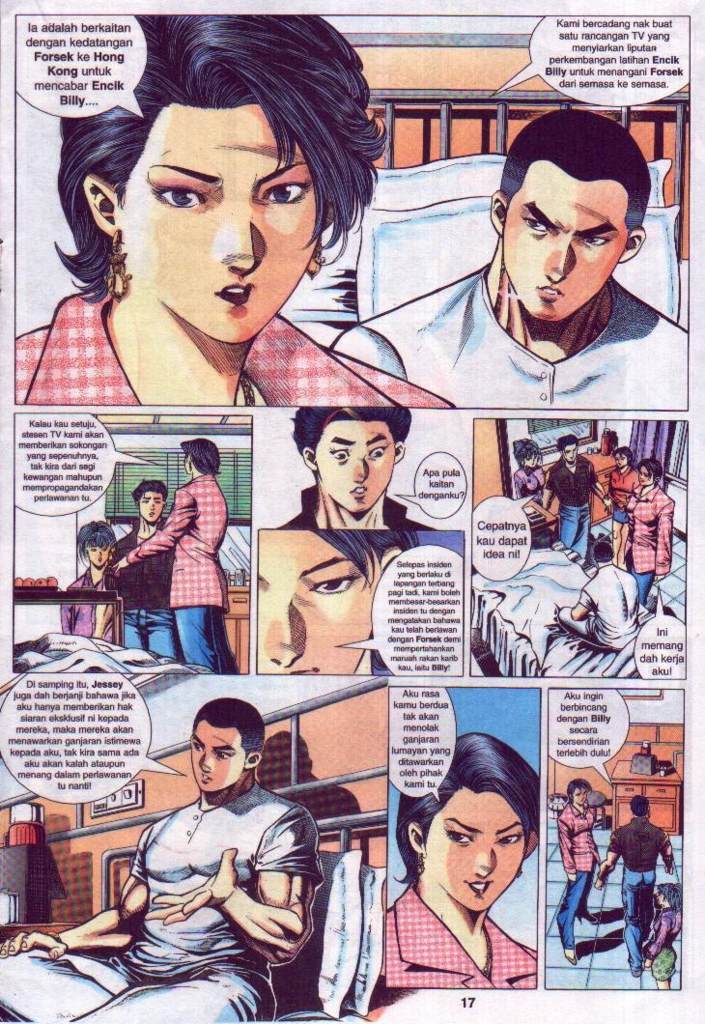 Ia adalah berkaitan
dengan kedatangan
Forsek ke Hong
Kong untuk
mencabar Encik
Billy....
Kami bercadang nak buat
satu rancangan TV yang
menyiarkan liputan
perkembangan latihan Encik
Billy untuk menangani Forsek
dari semasa ke semasa.
Kalau kau setuju,
stesen TV kami akan
memberikan sokongan
yang sepenuhnya,
tak kira dari segi
kewangan mahupun
mempropagandakan
perlawanan tu.
Apa pula
kaitan
denganku?
Selepas insiden
yang berlaku di
lapangan terbang
pagi tadi, kami boleh
membesar-besarkan
insiden tu dengan
mengatakan bahawa
kau telah berlawan
dengan Forsek demi
mempertahankan
maruah rakan karib
kau, iaitu Billy!
Cepatnya
kau dapat
idea ni!
Ini
memang
dah kerja
aku!
Di samping itu, Jessey
juga dah berjanji bahawa jika
aku hanya memberikan hak
siaran eksklusif ni kepada
mereka, maka mereka akan
menawarkan ganjaran istimewa
kepada aku, tak kira sama ada
aku akan kalah ataupun
menang dalam perlawanan
tu nanti!
Aku rasa
kamu berdua
tak akan
menolak
ganjaran
lumayan yang
ditawarkan
oleh pihak
kami!
Aku ingin
berbincang
dengan Billy
secara
bersendirian
terlebih dulu!
17